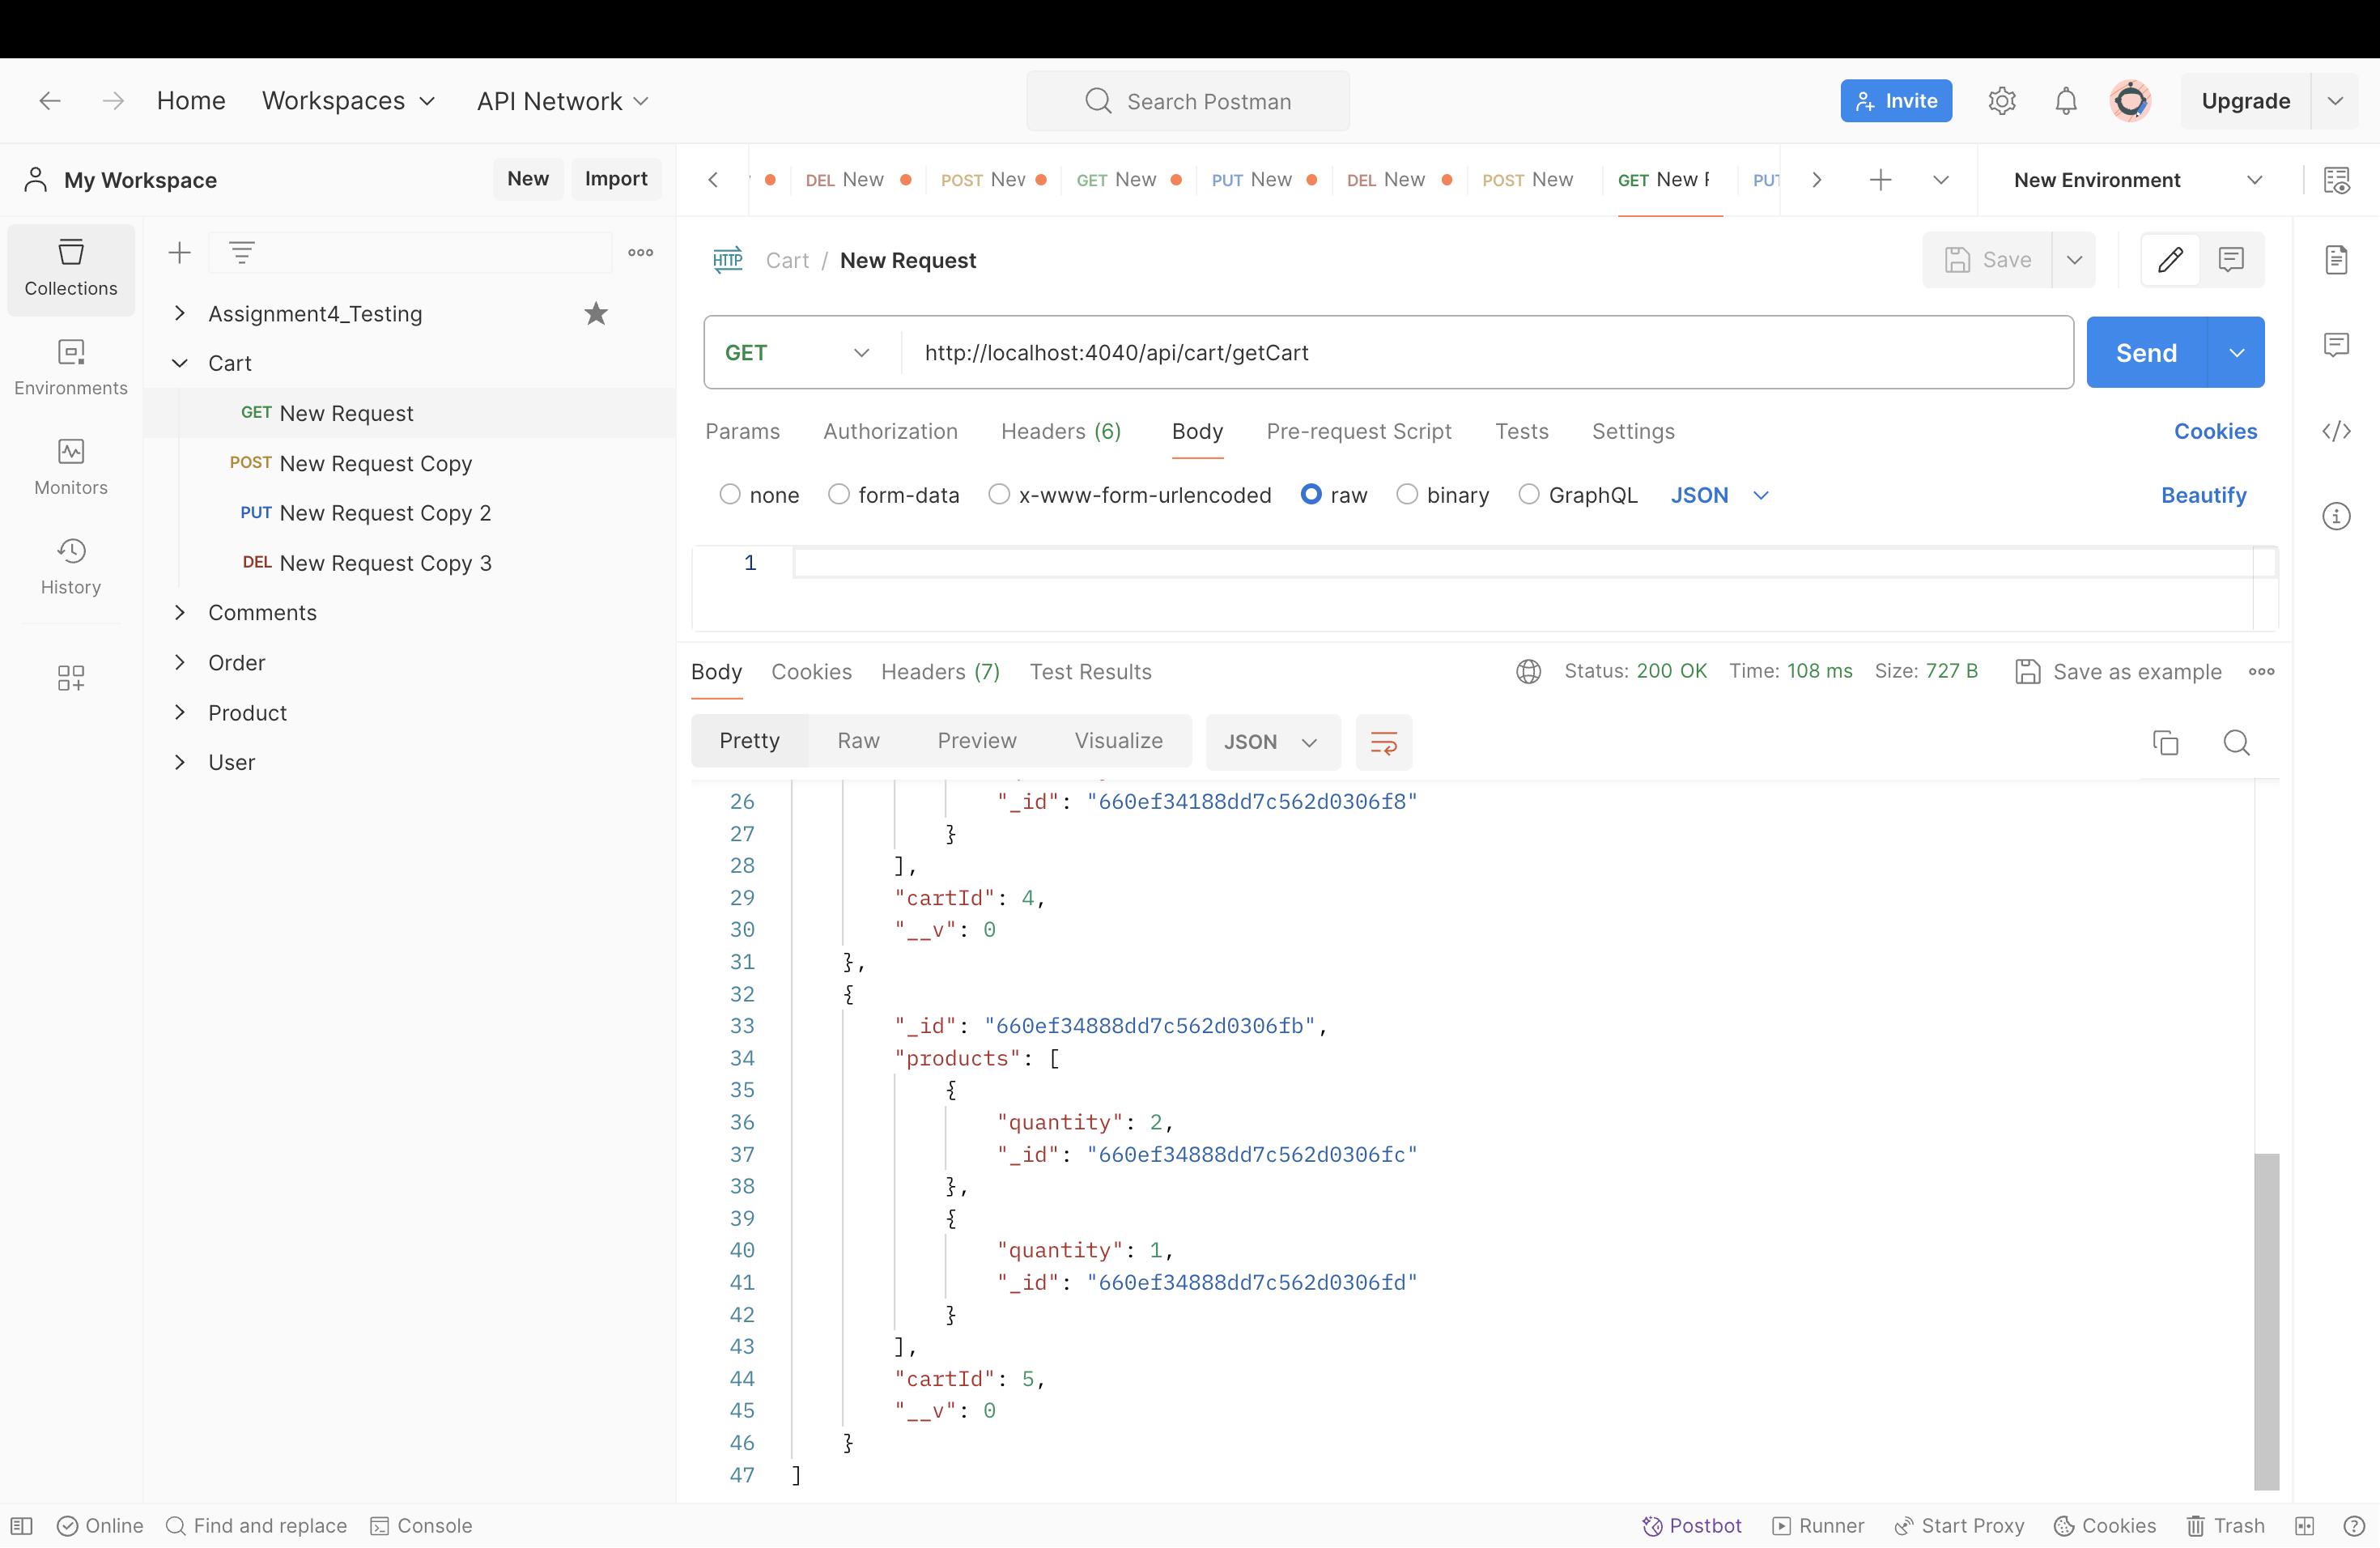 Home Workspaces API Network Search Postman Invite Upgrade
My Workspace New Import DEL New POST Nev GET New PUT New DEL New POST New GET New PUT New Environment
Collections
Environments
Monitors
History
Assignment4_Testing
Cart
GET New Request
POST New Request Copy
PUT New Request Copy 2
DEL New Request Copy 3
Comments
Order
Product
User
HTTP Cart / New Request Save
GET http://localhost:4040/api/cart/getCart Send
Params Authorization Headers (6) Body Pre-request Script Tests Settings Cookies
none form-data x-www-form-urlencoded raw binary GraphQL JSON Beautify
1
Body Cookies Headers (7) Test Results Status: 200 OK Time: 108 ms Size: 727 B Save as example
Pretty Raw Preview Visualize JSON
26 "_id": "660ef34188dd7c562d0306f8"
27 }
28 ],
29 "cartId": 4,
30 "__v": 0
31 },
32 {
33 "_id": "660ef34888dd7c562d0306fb",
34 "products": [
35 {
36 "quantity": 2,
37 "_id": "660ef34888dd7c562d0306fc"
38 },
39 {
40 "quantity": 1,
41 "_id": "660ef34888dd7c562d0306fd"
42 }
43 ],
44 "cartId": 5,
45 "__v": 0
46 }
47 ]
Online Find and replace Console Postbot Runner Start Proxy Cookies Trash